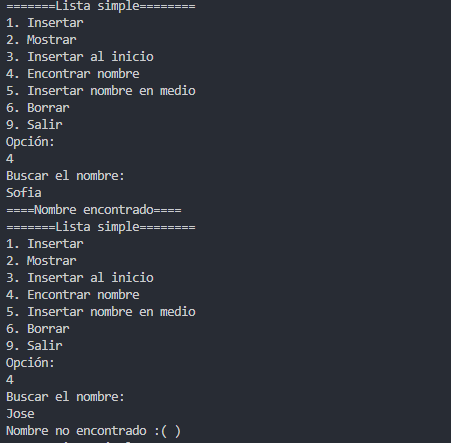 =======Lista simple========
1. Insertar
2. Mostrar
3. Insertar al inicio
4. Encontrar nombre
5. Insertar nombre en medio
6. Borrar
9. Salir
Opción:
4
Buscar el nombre:
Sofia
====Nombre encontrado====
=======Lista simple========
1. Insertar
2. Mostrar
3. Insertar al inicio
4. Encontrar nombre
5. Insertar nombre en medio
6. Borrar
9. Salir
Opción:
4
Buscar el nombre:
Jose
Nombre no encontrado :( )